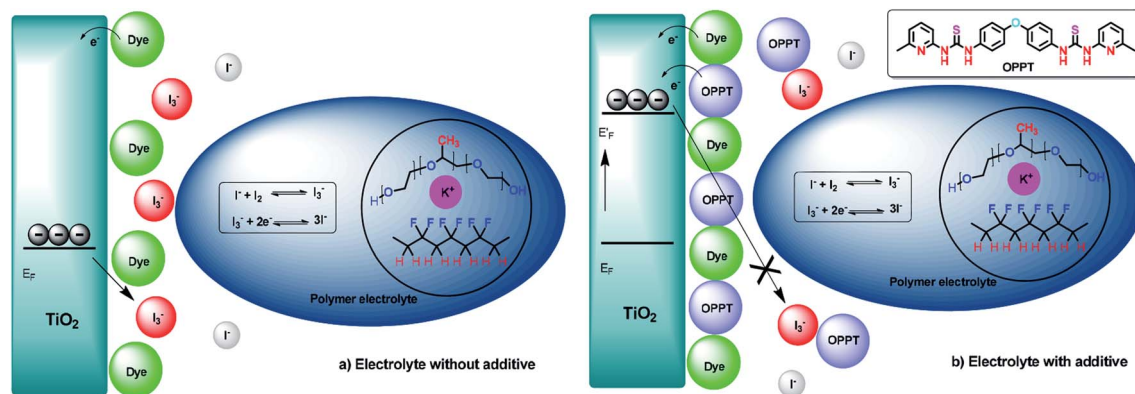 e⁻
Dye
I⁻
I₃⁻
Dye
CH₃
O
O
O
H
OH
K⁺
I⁻ + I₂ ⇌ I₃⁻
I₃⁻ + 2e⁻ ⇌ 3I⁻
I₃⁻
F F F F F F
H H H H H H H
E_F
Dye
Polymer electrolyte
TiO₂
I₃⁻
I⁻
Dye
a) Electrolyte without additive
e⁻
Dye
OPPT
I⁻
S
O
S
N
N
N
N
N
N
H
H
H
H
OPPT
e⁻
OPPT
I₃⁻
E'_F
Dye
CH₃
O
O
O
H
OH
K⁺
I⁻ + I₂ ⇌ I₃⁻
I₃⁻ + 2e⁻ ⇌ 3I⁻
OPPT
F F F F F F
H H H H H H H
E_F
Dye
Polymer electrolyte
TiO₂
OPPT
I₃⁻
OPPT
Dye
I⁻
b) Electrolyte with additive